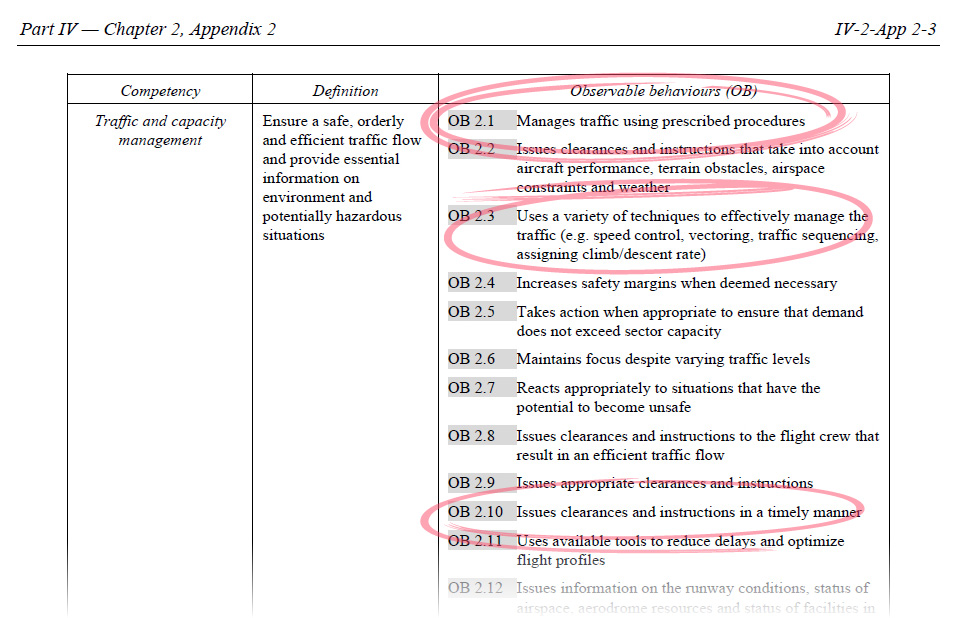 Part IV — Chapter 2, Appendix 2 IV-2-App 2-3
Competency Definition Observable behaviours (OB)
Traffic and capacity
management
Ensure a safe, orderly
and efficient traffic flow
and provide essential
information on
environment and
potentially hazardous
situations
OB 2.1 Manages traffic using prescribed procedures
OB 2.2 Issues clearances and instructions that take into account
aircraft performance, terrain obstacles, airspace
constraints and weather
OB 2.3 Uses a variety of techniques to effectively manage the
traffic (e.g. speed control, vectoring, traffic sequencing,
assigning climb/descent rate)
OB 2.4 Increases safety margins when deemed necessary
OB 2.5 Takes action when appropriate to ensure that demand
does not exceed sector capacity
OB 2.6 Maintains focus despite varying traffic levels
OB 2.7 Reacts appropriately to situations that have the
potential to become unsafe
OB 2.8 Issues clearances and instructions to the flight crew that
result in an efficient traffic flow
OB 2.9 Issues appropriate clearances and instructions
OB 2.10 Issues clearances and instructions in a timely manner
OB 2.11 Uses available tools to reduce delays and optimize
flight profiles
OB 2.12 Issues information on the runway conditions, status of
airspace, aerodrome resources and status of facilities in